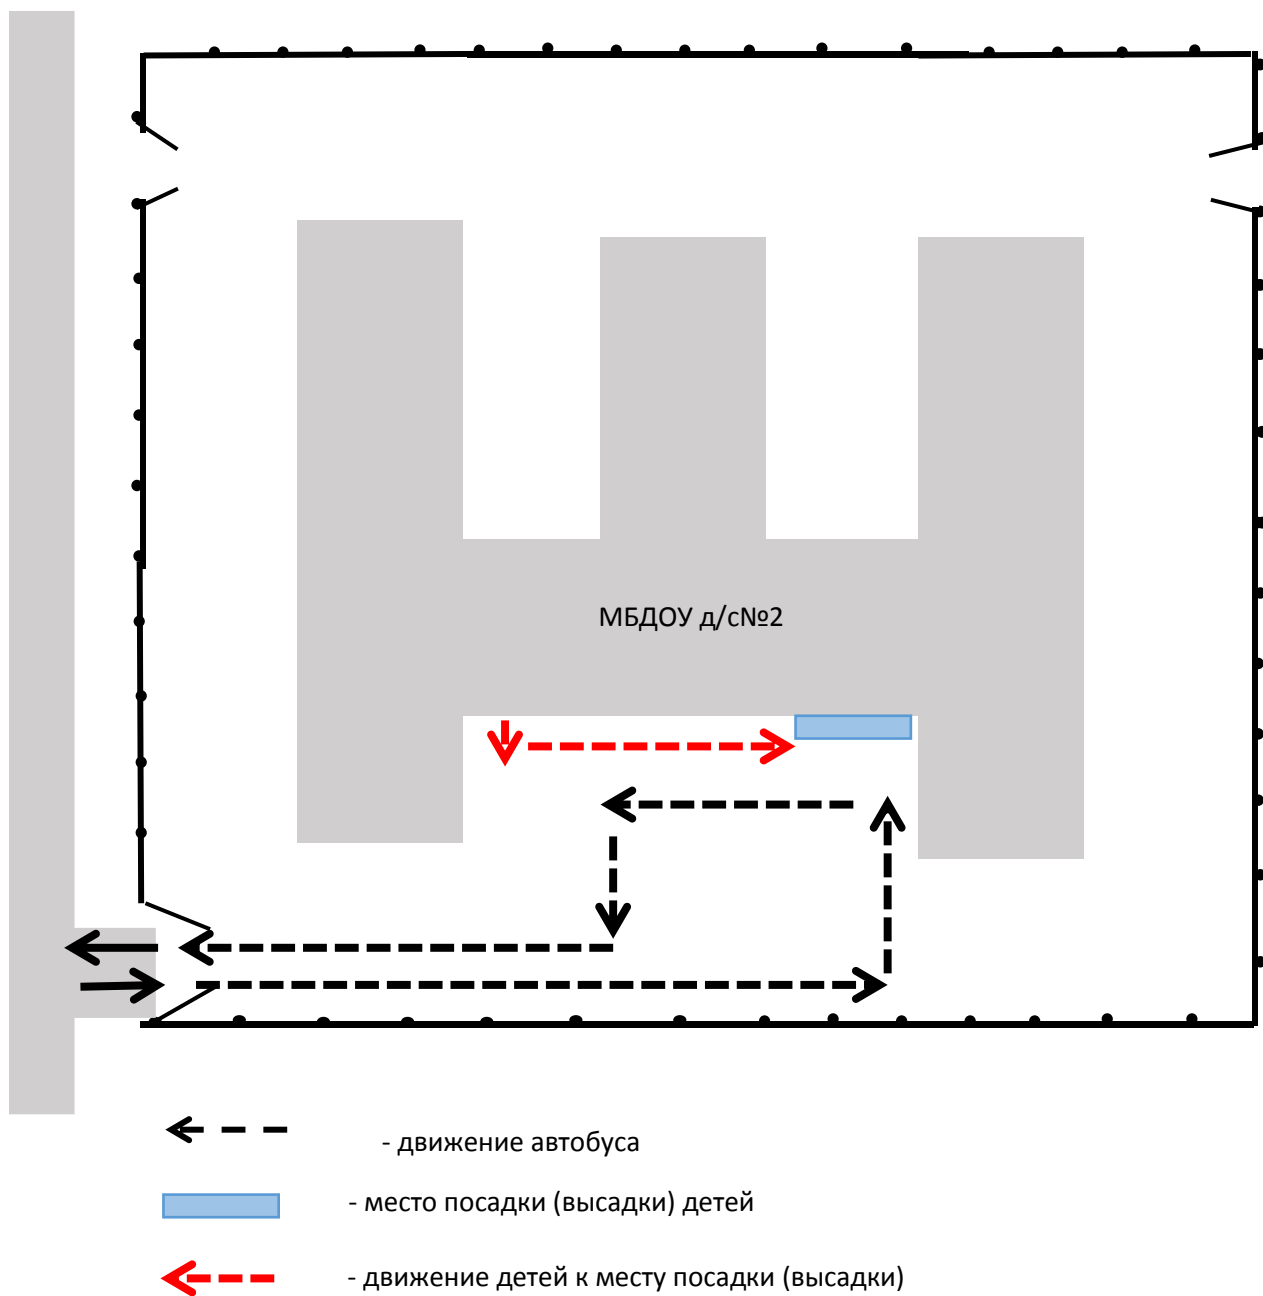 МБДОУ д/с№2
- движение автобуса
- место посадки (высадки) детей
- движение детей к месту посадки (высадки)